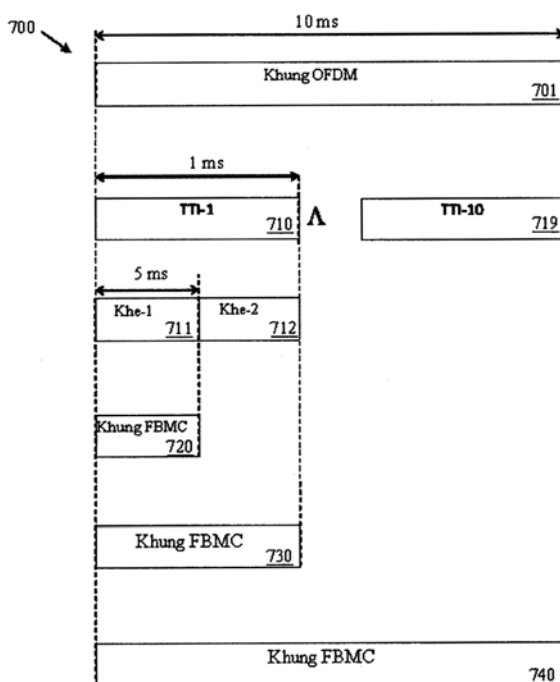 700
10 ms
Khung OFDM
701
1 ms
TTI-1
710
Λ
TTI-10
719
5 ms
Khe-1
711
Khe-2
712
Khung FBMC
720
Khung FBMC
730
Khung FBMC
740